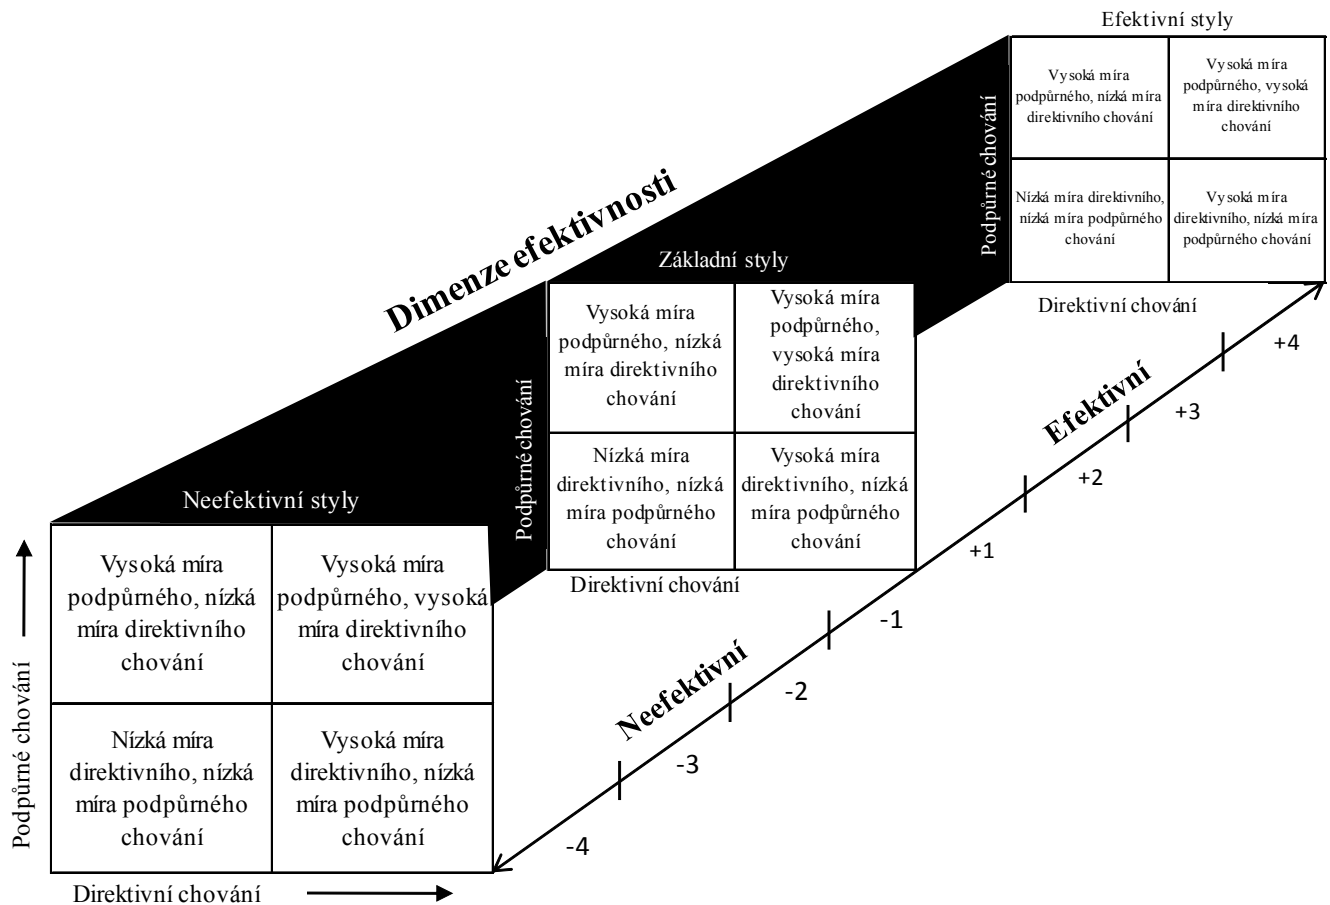 Efektivní styly
Vysoká míra
podpůrného, nízká míra
direktivního chování
Vysoká míra
podpůrného, vysoká
míra direktivního
chování
Nízká míra direktivního,
nízká míra podpůrného
chování
Vysoká míra
direktivního, nízká míra
podpůrného chování
Podpůrné chování
Direktivní chování
Dimenze efektivnosti
Základní styly
Vysoká míra
podpůrného, nízká
míra direktivního
chování
Vysoká míra
podpůrného,
vysoká míra
direktivního
chování
Nízká míra
direktivního, nízká
míra podpůrného
chování
Vysoká míra
direktivního, nízká
míra podpůrného
chování
Podpůrné chování
Direktivní chování
Neefektivní styly
Vysoká míra
podpůrného, nízká
míra direktivního
chování
Vysoká míra
podpůrného, vysoká
míra direktivního
chování
Nízká míra
direktivního, nízká
míra podpůrného
chování
Vysoká míra
direktivního, nízká
míra podpůrného
chování
Podpůrné chování
Direktivní chování
Efektivní
+4
+3
+2
+1
Neefektivní
-1
-2
-3
-4